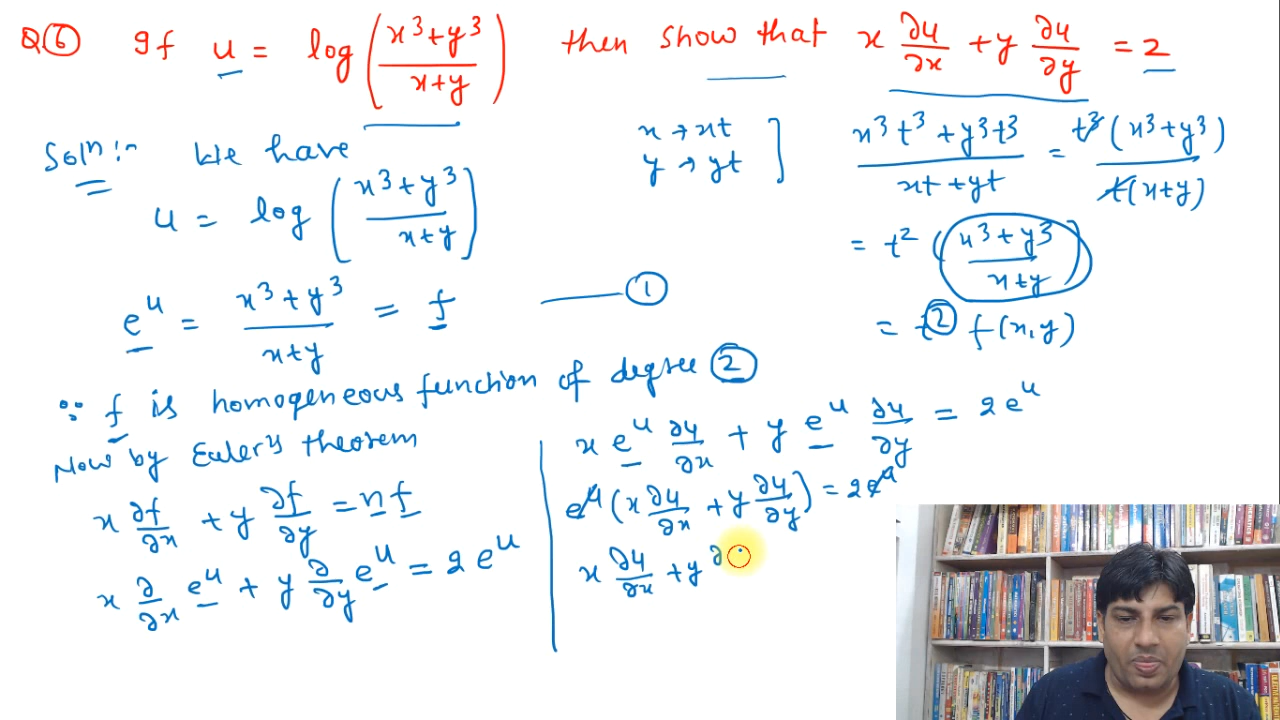 Q⑥ If u = log((x³+y³)/(x+y)) then show that x ∂u/∂x + y ∂u/∂y = 2
Solⁿ:- We have
u = log((x³+y³)/(x+y))
e^u = (x³+y³)/(x+y) = f —— ①
x → xt
y → yt ]
(x³t³ + y³t³)/(xt + yt) = t³(x³+y³)/t(x+y)
= t² ((x³+y³)/(x+y))
= t² f(x,y)
∵ f is homogeneous function of degree ②
Now by Euler's theorem
x ∂f/∂x + y ∂f/∂y = nf
x ∂/∂x e^u + y ∂/∂y e^u = 2e^u
x e^u ∂u/∂x + y e^u ∂u/∂y = 2e^u
e^u (x ∂u/∂x + y ∂u/∂y) = 2e^u
x ∂u/∂x + y ∂